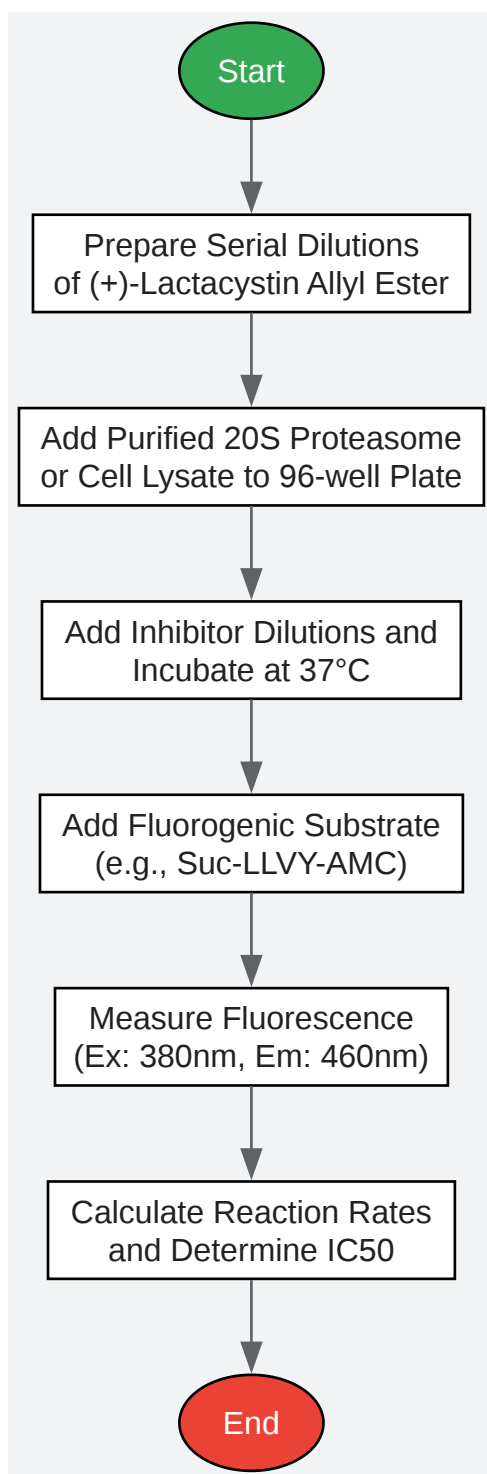 Start
Prepare Serial Dilutions
of (+)-Lactacystin Allyl Ester
Add Purified 20S Proteasome
or Cell Lysate to 96-well Plate
Add Inhibitor Dilutions and
Incubate at 37°C
Add Fluorogenic Substrate
(e.g., Suc-LLVY-AMC)
Measure Fluorescence
(Ex: 380nm, Em: 460nm)
Calculate Reaction Rates
and Determine IC50
End